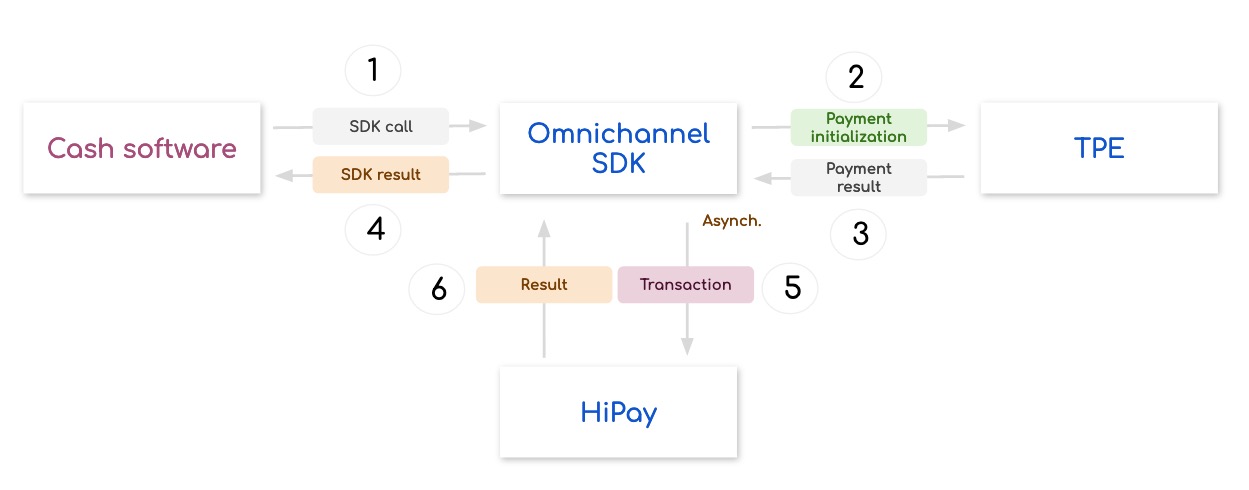 1
2
Cash software
SDK call
SDK result
Omnichannel
SDK
Payment
initialization
Payment
result
TPE
4
3
Asynch.
6
Result
Transaction
5
HiPay